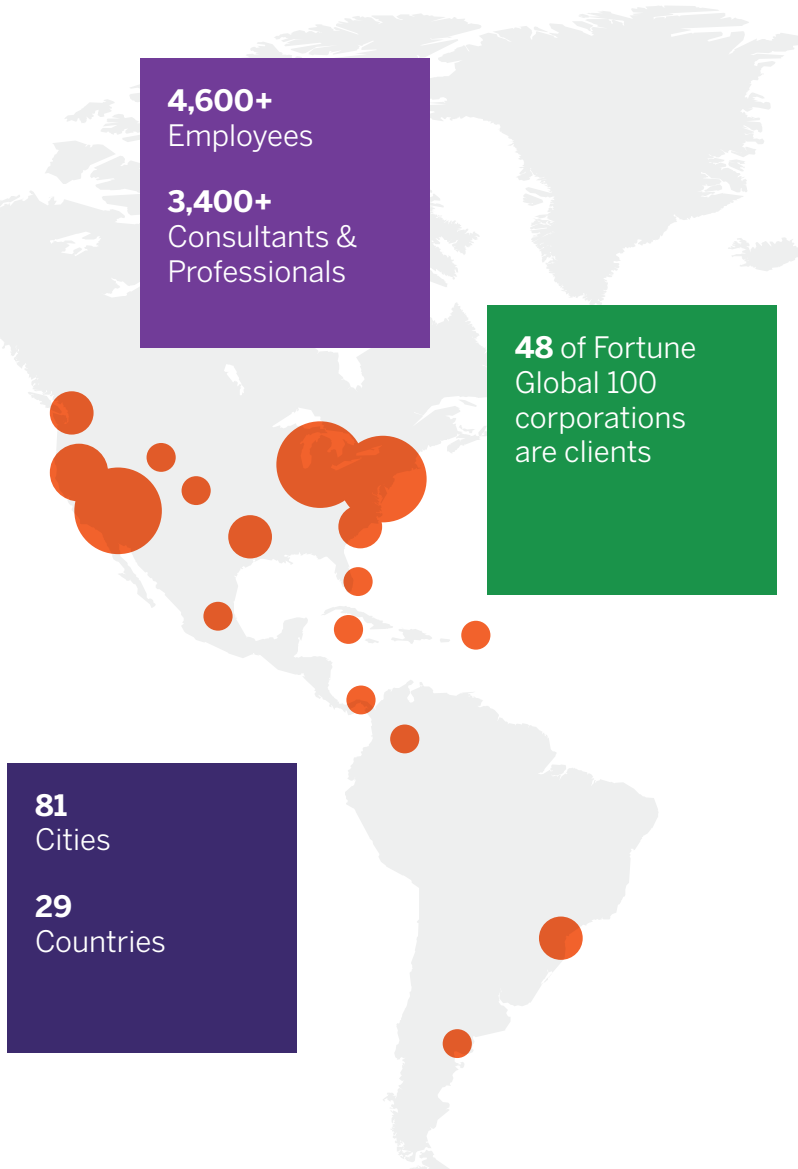 4,600+
Employees
3,400+
Consultants &
Professionals
48 of Fortune
Global 100
corporations
are clients
81
Cities
29
Countries